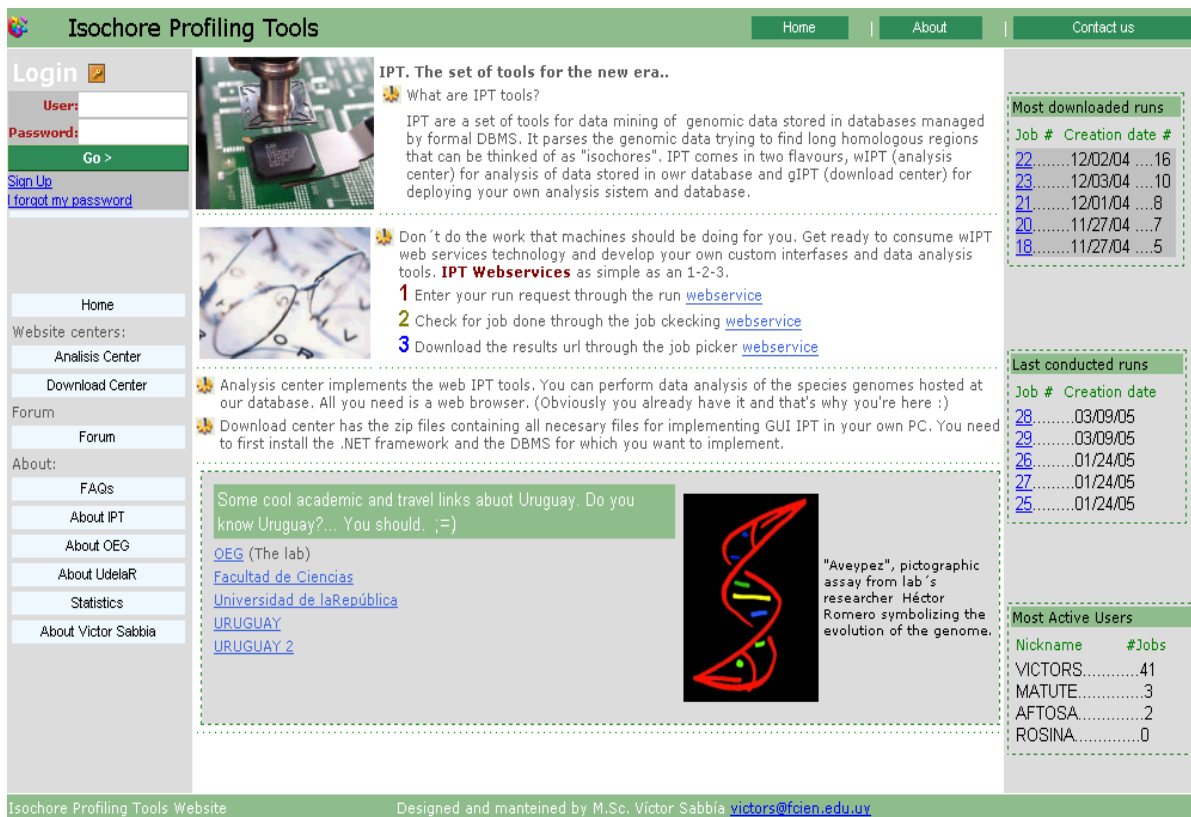 Isochore Profiling Tools
Home | About | Contact us
Login
User:
Password:
Go >
Sign Up
I forgot my password
Home
Website centers:
Analisis Center
Download Center
Forum
Forum
About:
FAQs
About IPT
About OEG
About UdelaR
Statistics
About Victor Sabbia
IPT. The set of tools for the new era..
What are IPT tools?
IPT are a set of tools for data mining of genomic data stored in databases managed
by formal DBMS. It parses the genomic data trying to find long homologous regions
that can be thinked of as "isochores". IPT comes in two flavours, wIPT (analysis
center) for analysis of data stored in owr database and gIPT (download center) for
deploying your own analysis sistem and database.
Don´t do the work that machines should be doing for you. Get ready to consume wIPT
web services technology and develop your own custom interfases and data analysis
tools. IPT Webservices as simple as an 1-2-3.
1 Enter your run request through the run webservice
2 Check for job done through the job ckecking webservice
3 Download the results url through the job picker webservice
Analysis center implements the web IPT tools. You can perform data analysis of the species genomes hosted at
our database. All you need is a web browser. (Obviously you already have it and that's why you're here :)
Download center has the zip files containing all necesary files for implementing GUI IPT in your own PC. You need
to first install the .NET framework and the DBMS for which you want to implement.
Some cool academic and travel links abuot Uruguay. Do you
know Uruguay?... You should. ;=)
OEG (The lab)
Facultad de Ciencias
Universidad de laRepública
URUGUAY
URUGUAY 2
"Aveypez", pictographic
assay from lab´s
researcher Héctor
Romero symbolizing the
evolution of the genome.
Most downloaded runs
Job # Creation date #
22........12/02/04 ....16
23........12/03/04 ....10
21........12/01/04 ....8
20........11/27/04 ....7
18........11/27/04 ....5
Last conducted runs
Job # Creation date
28.........03/09/05
29.........03/09/05
26.........01/24/05
27.........01/24/05
25.........01/24/05
Most Active Users
Nickname #Jobs
VICTORS............41
MATUTE..............3
AFTOSA..............2
ROSINA..............0
Isochore Profiling Tools Website
Designed and manteined by M.Sc. Víctor Sabbía victors@fcien.edu.uy